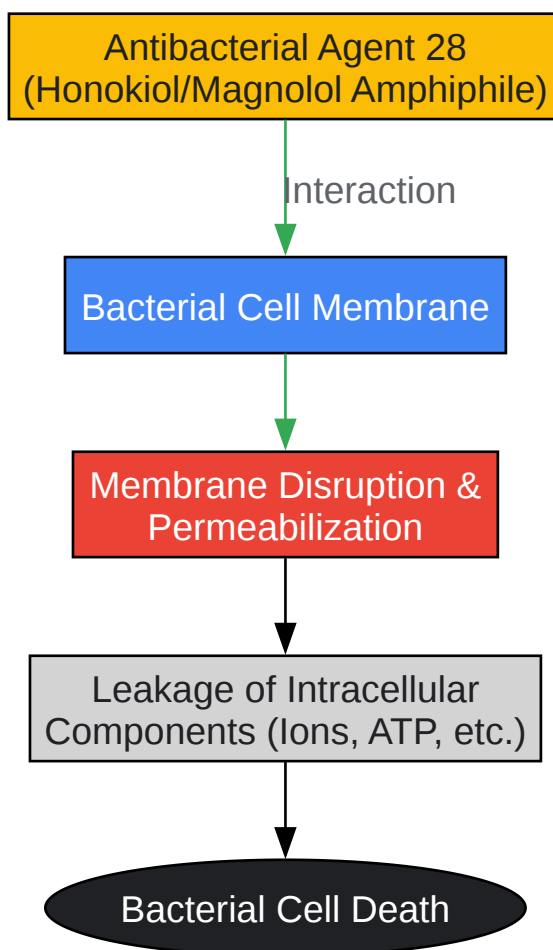 Antibacterial Agent 28
(Honokiol/Magnolol Amphiphile)
Interaction
Bacterial Cell Membrane
Membrane Disruption &
Permeabilization
Leakage of Intracellular
Components (Ions, ATP, etc.)
Bacterial Cell Death